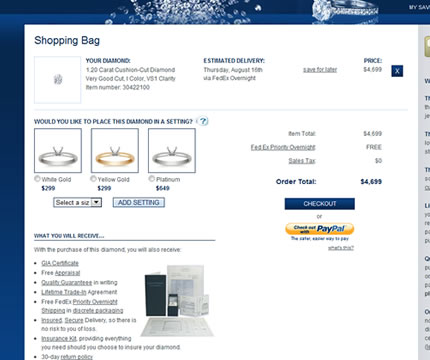 MY SAV
Shopping Bag
YOUR DIAMOND: ESTIMATED DELIVERY: PRICE:
1.20 Carat Cushion-Cut Diamond Thursday, August 16th save for later $4,699 X
Very Good Cut, I Color, VS1 Clarity via FedEx Overnight
Item number: 30422100
WOULD YOU LIKE TO PLACE THIS DIAMOND IN A SETTING? ?
Item Total: $4,699
Fed Ex Priority Overnight FREE
Sales Tax $0
White Gold Yellow Gold Platinum
$299 $299 $649
Order Total: $4,699
Select a siz ADD SETTING
CHECKOUT
or
Check out with PayPal
The safer, easier way to pay
what's this?
WHAT YOU WILL RECEIVE...
With the purchase of this diamond, you will also receive:
GIA Certificate
Free Appraisal
Quality Guarantee in writing
Lifetime Trade-In Agreement
Free FedEx Priority Overnight
Shipping in discrete packaging
Insured, Secure Delivery, so there is
no risk to you of loss.
Insurance Kit, providing everything
you need should you choose to insure your diamond.
30-day return policy